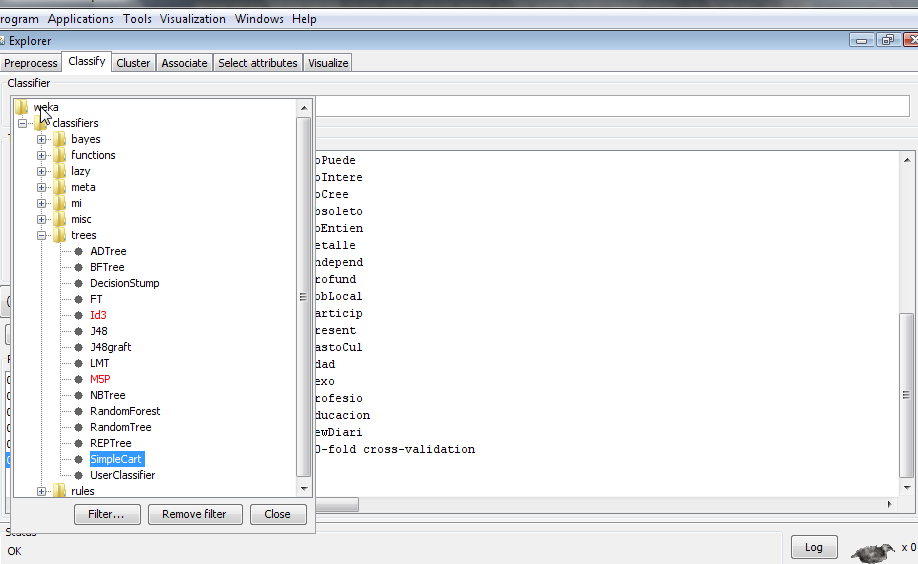 rogram Applications Tools Visualization Windows Help
Explorer
Preprocess Classify Cluster Associate Select attributes Visualize
Classifier
weka
classifiers
bayes
functions
lazy
meta
mi
misc
trees
ADTree
BFTree
DecisionStump
FT
Id3
J48
J48graft
LMT
M5P
NBTree
RandomForest
RandomTree
REPTree
SimpleCart
UserClassifier
rules
Filter... Remove filter Close
oPuede
oIntere
oCree
bsoleto
oEntien
etalle
ndepend
rofund
obLocal
articip
resent
astoCul
dad
exo
rofesio
ducacion
ewDiari
0-fold cross-validation
Status
OK
Log x 0